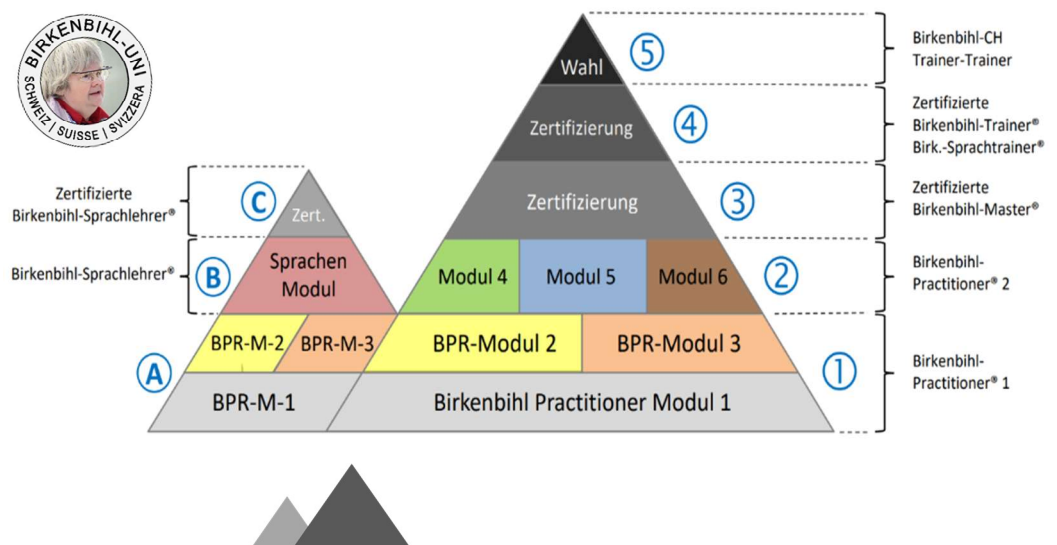 BIRKENBIHL-UNI
SCHWEIZ | SUISSE | SVIZZERA
Wahl
5
Birkenbihl-CH
Trainer-Trainer
Zertifizierung
4
Zertifizierte
Birkenbihl-Trainer®
Birk.-Sprachtrainer®
Zertifizierte
Birkenbihl-Sprachlehrer®
C
Zert.
Zertifizierung
3
Zertifizierte
Birkenbihl-Master®
Birkenbihl-Sprachlehrer®
B
Sprachen
Modul
Modul 4
Modul 5
Modul 6
2
Birkenbihl-
Practitioner® 2
A
BPR-M-2
BPR-M-3
BPR-Modul 2
BPR-Modul 3
1
Birkenbihl-
Practitioner® 1
BPR-M-1
Birkenbihl Practitioner Modul 1